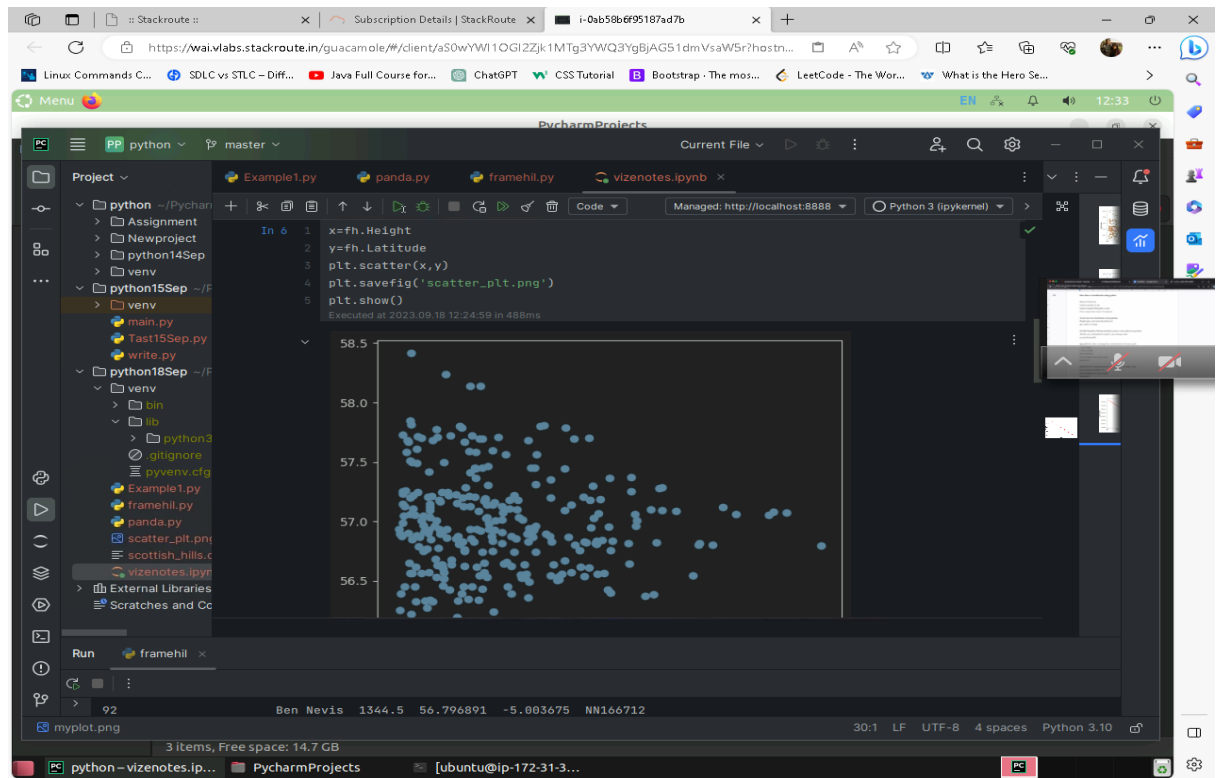 :: Stackroute ::
Subscription Details | StackRoute
i-0ab58b6f95187ad7b
https://wai.vlabs.stackroute.in/guacamole/#/client/aS0wYWI1OGI2Zjk1MTg3YWQ3YgBjAG51dmVsaW5r?hostn...
Linux Commands C...
SDLC vs STLC – Diff...
Java Full Course for...
ChatGPT
CSS Tutorial
Bootstrap · The mos...
LeetCode - The Wor...
What is the Hero Se...
Menu
EN
12:33
PycharmProjects
PC
PP python
master
Current File
Project
Example1.py
panda.py
framehil.py
vizenotes.ipynb
python ~/Pychar
Code
Managed: http://localhost:8888
Python 3 (ipykernel)
Assignment
Newproject
python14Sep
venv
python15Sep ~/P
venv
main.py
Tast15Sep.py
write.py
python18Sep ~/P
venv
bin
lib
python3
.gitignore
pyvenv.cfg
Example1.py
framehil.py
panda.py
scatter_plt.png
scottish_hills.c
vizenotes.ipyn
External Libraries
Scratches and Co
In 6
1 x=fh.Height
2 y=fh.Latitude
3 plt.scatter(x,y)
4 plt.savefig('scatter_plt.png')
5 plt.show()
Executed at 2023.09.18 12:24:59 in 488ms
58.5
58.0
57.5
57.0
56.5
Run
framehil
92 Ben Nevis 1344.5 56.796891 -5.003675 NN166712
myplot.png
30:1 LF UTF-8 4 spaces Python 3.10
3 items, Free space: 14.7 GB
python – vizenotes.ip...
PycharmProjects
[ubuntu@ip-172-31-3...
PC